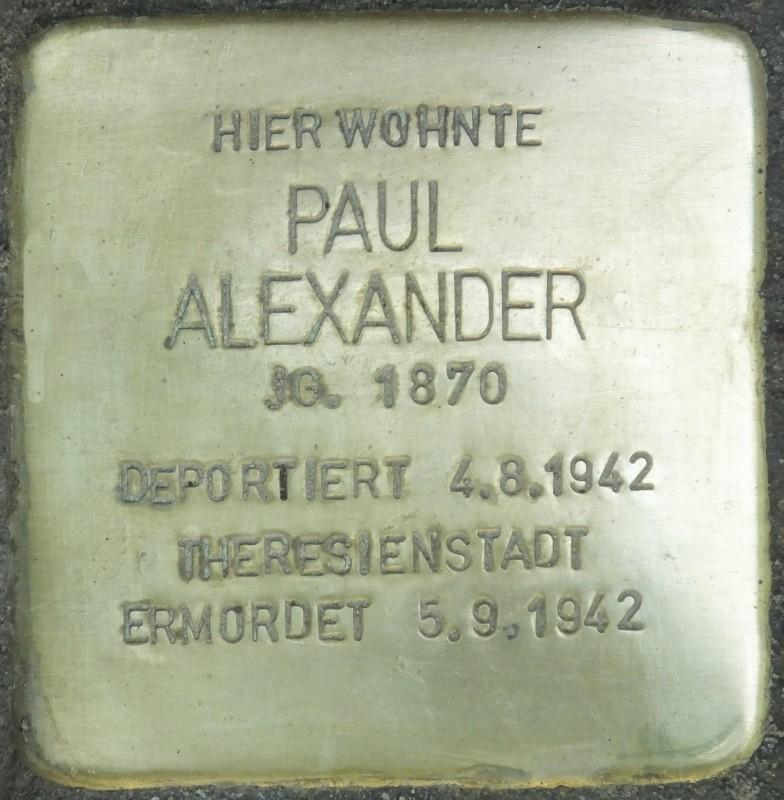 HIER WOHNTE
PAUL
ALEXANDER
JG. 1870
DEPORTIERT 4.8.1942
THERESIENSTADT
ERMORDET 5.9.1942